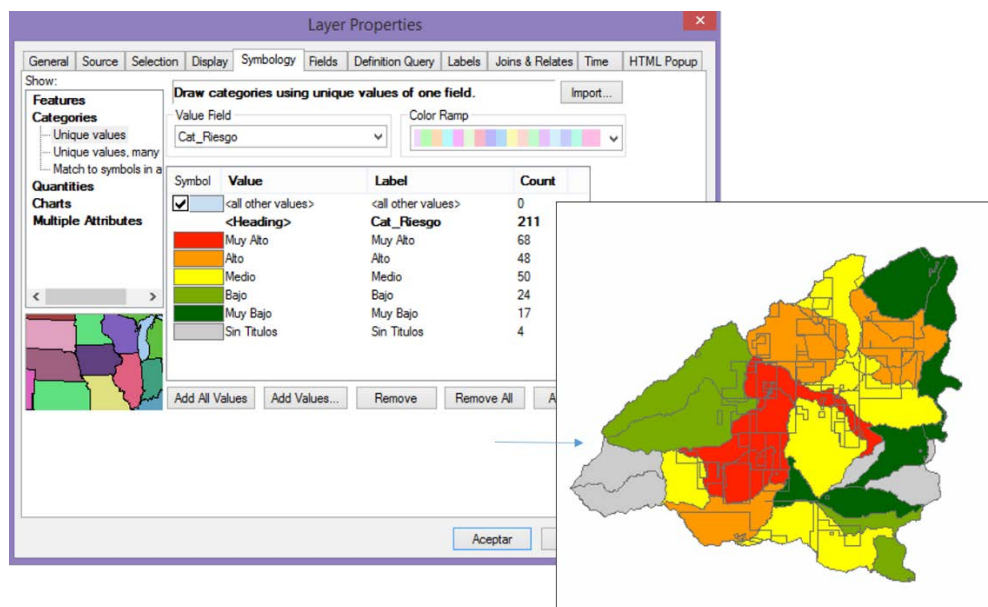 Layer Properties
General Source Selection Display Symbology Fields Definition Query Labels Joins & Relates Time HTML Popup
Show:
Features
Categories
Unique values
Unique values, many
Match to symbols in a
Quantities
Charts
Multiple Attributes
Draw categories using unique values of one field.
Import...
Value Field
Color Ramp
Cat_Riesgo
Symbol Value Label Count
<all other values> <all other values> 0
<Heading> Cat_Riesgo 211
Muy Alto Muy Alto 68
Alto Alto 48
Medio Medio 50
Bajo Bajo 24
Muy Bajo Muy Bajo 17
Sin Titulos Sin Titulos 4
Add All Values Add Values... Remove Remove All A
Aceptar